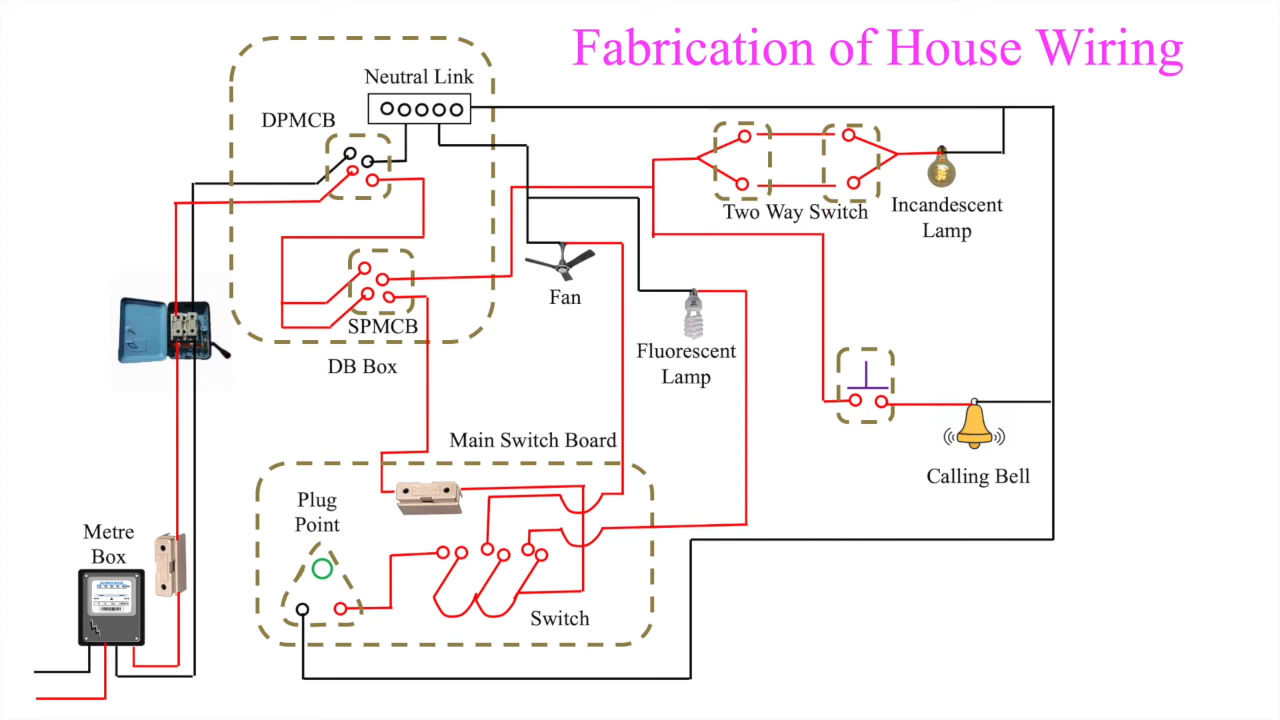 Fabrication of House Wiring
Neutral Link
DPMCB
SPMCB
DB Box
Two Way Switch
Incandescent
Lamp
Fan
Fluorescent
Lamp
Calling Bell
Main Switch Board
Plug
Point
Switch
Metre
Box